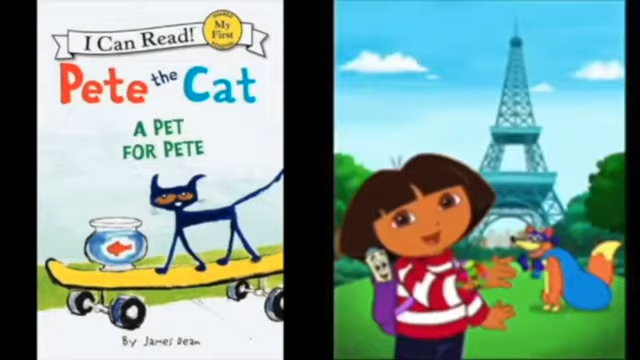 I Can Read!
My
First
Pete the Cat
A PET
FOR PETE
By James Dean